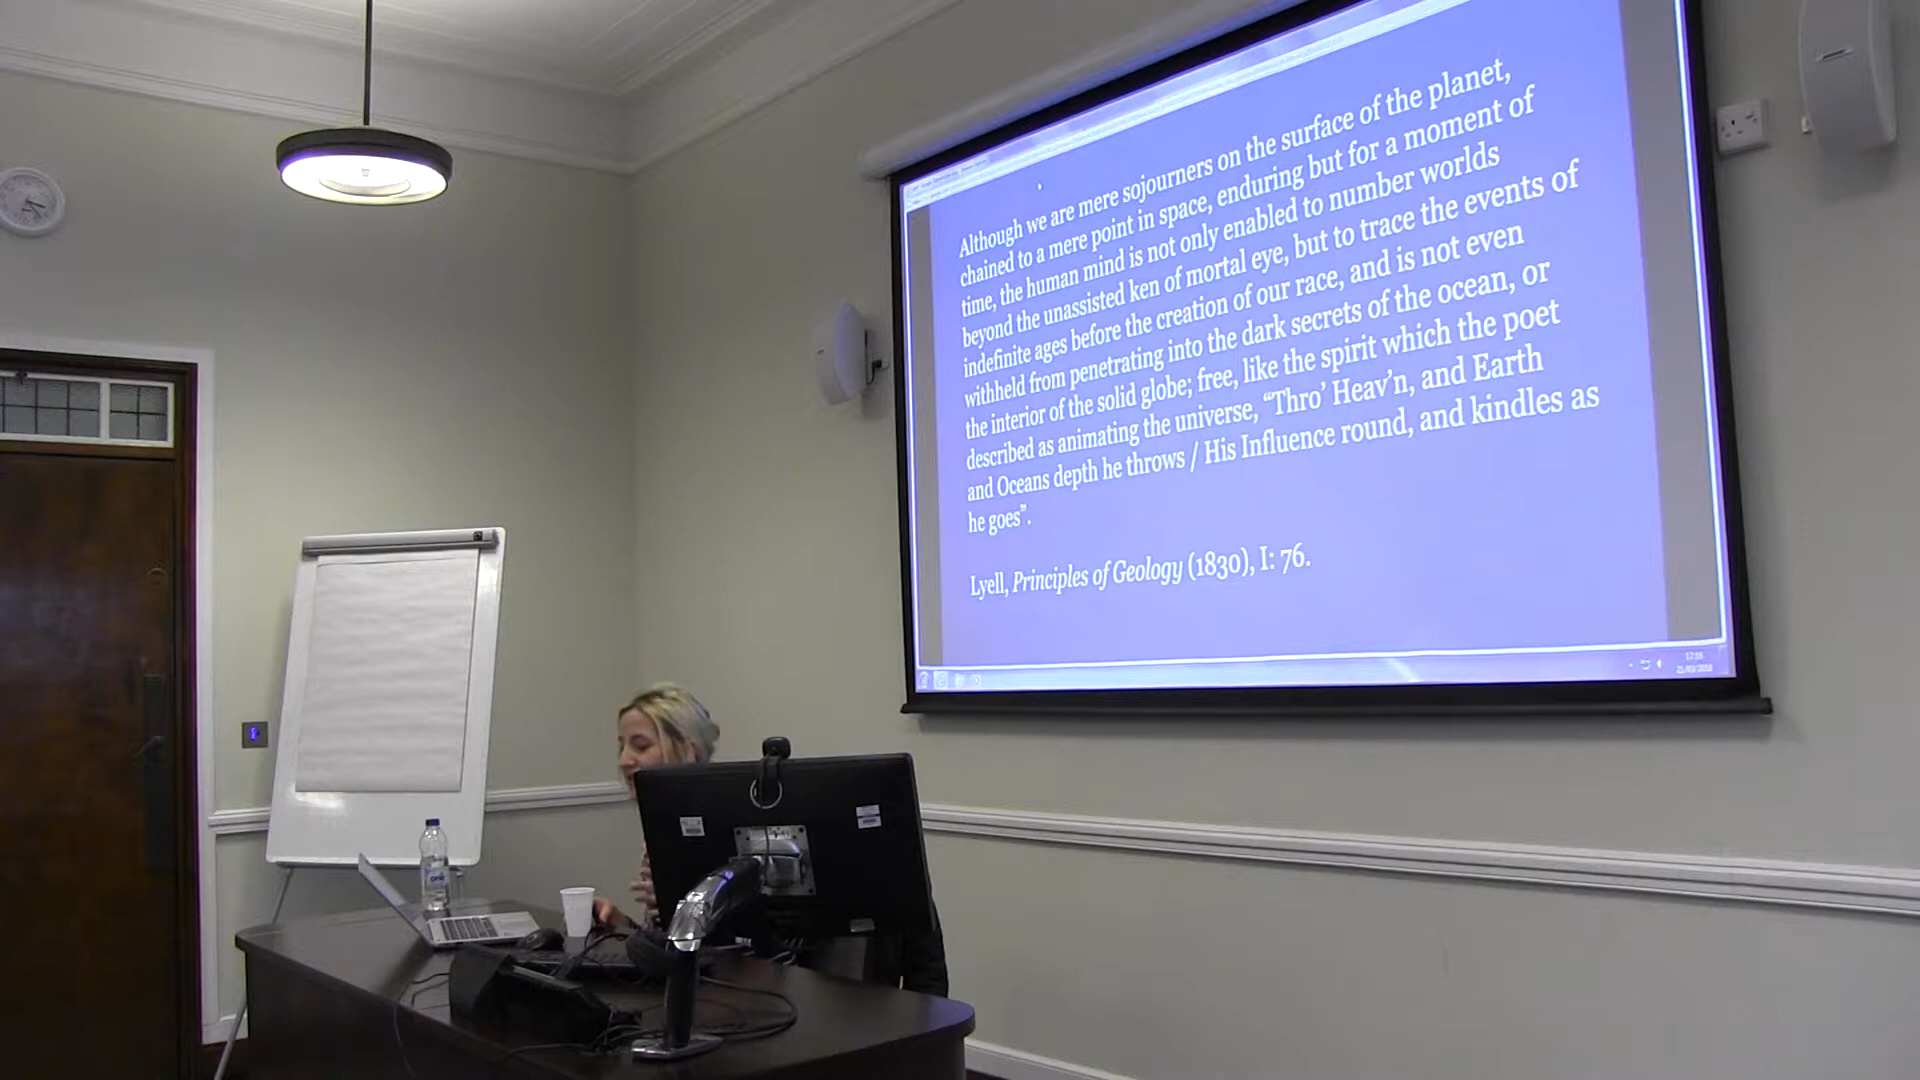 Although we are mere sojourners on the surface of the planet,
chained to a mere point in space, enduring but for a moment of
time, the human mind is not only enabled to number worlds
beyond the unassisted ken of mortal eye, but to trace the events of
indefinite ages before the creation of our race, and is not even
withheld from penetrating into the dark secrets of the ocean, or
the interior of the solid globe; free, like the spirit which the poet
described as animating the universe, “Thro’ Heav’n, and Earth
and Oceans depth he throws / His Influence round, and kindles as
he goes”.
Lyell, Principles of Geology (1830), I: 76.